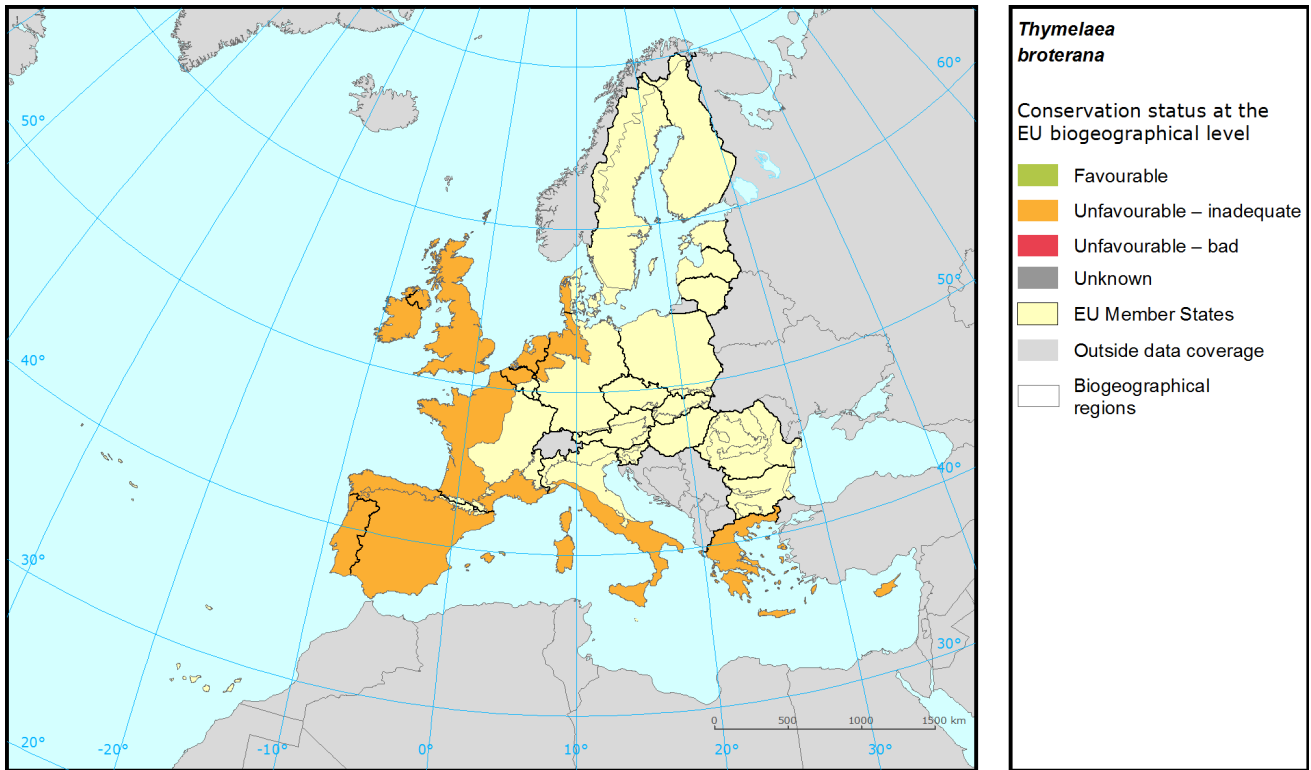 Thymelaea
broterana
Conservation status at the
EU biogeographical level
Favourable
Unfavourable – inadequate
Unfavourable – bad
Unknown
EU Member States
Outside data coverage
Biogeographical
regions
60°
50°
50°
40°
40°
30°
30°
20°
-20°
-10°
0°
10°
20°
30°
0
500
1000
1500 km